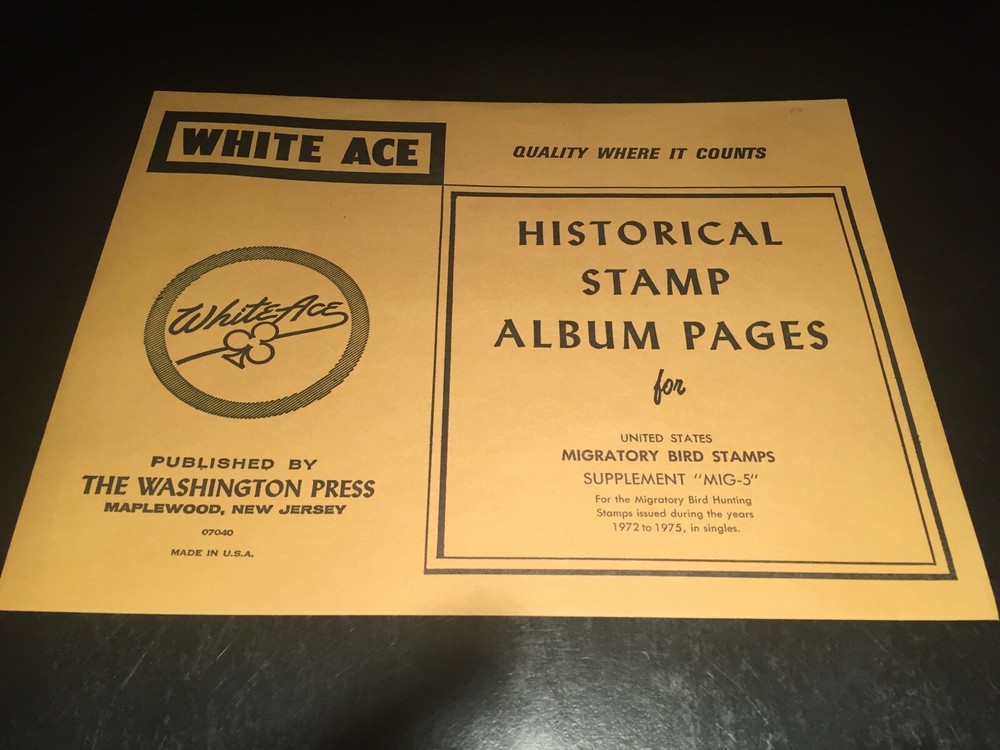 WHITE ACE
QUALITY WHERE IT COUNTS
White Ace
PUBLISHED BY
THE WASHINGTON PRESS
MAPLEWOOD, NEW JERSEY
07040
MADE IN U.S.A.
HISTORICAL
STAMP
ALBUM PAGES
for
UNITED STATES
MIGRATORY BIRD STAMPS
SUPPLEMENT "MIG-5"
For the Migratory Bird Hunting
Stamps issued during the years
1972 to 1975, in singles.